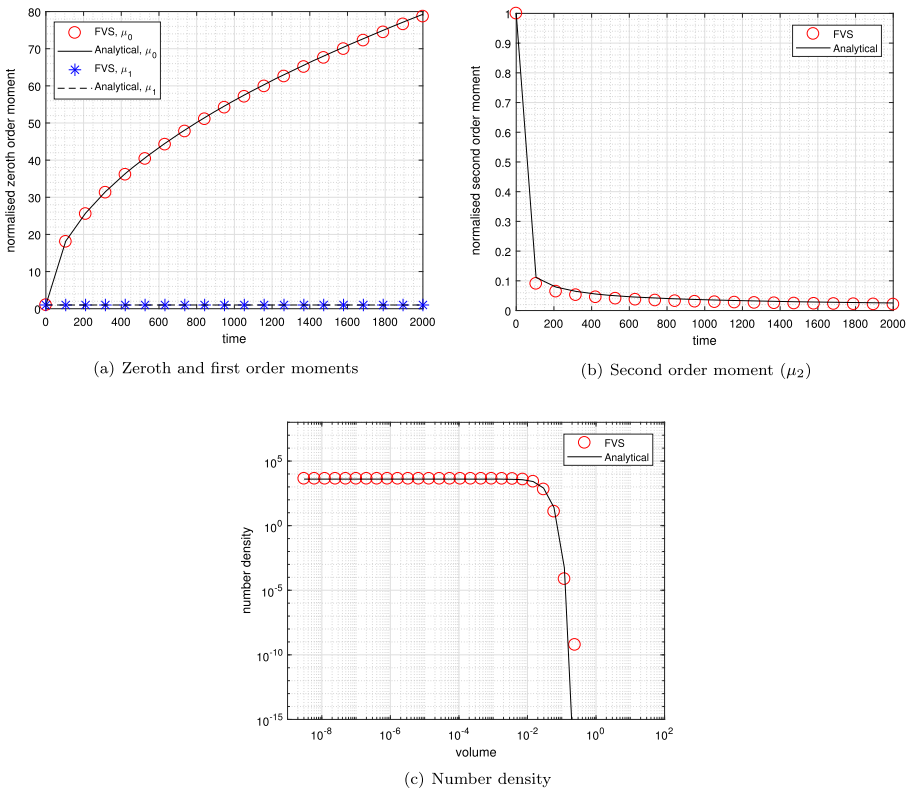 normalised zeroth order moment
80
70
60
50
40
30
20
10
0
FVS, μ0
Analytical, μ0
FVS, μ1
Analytical, μ1
0 200 400 600 800 1000 1200 1400 1600 1800 2000
time
(a) Zeroth and first order moments
normalised second order moment
1
0.9
0.8
0.7
0.6
0.5
0.4
0.3
0.2
0.1
0
FVS
Analytical
0 200 400 600 800 1000 1200 1400 1600 1800 2000
time
(b) Second order moment (μ2)
number density
10^5
10^0
10^-5
10^-10
10^-15
FVS
Analytical
10^-8 10^-6 10^-4 10^-2 10^0 10^2
volume
(c) Number density